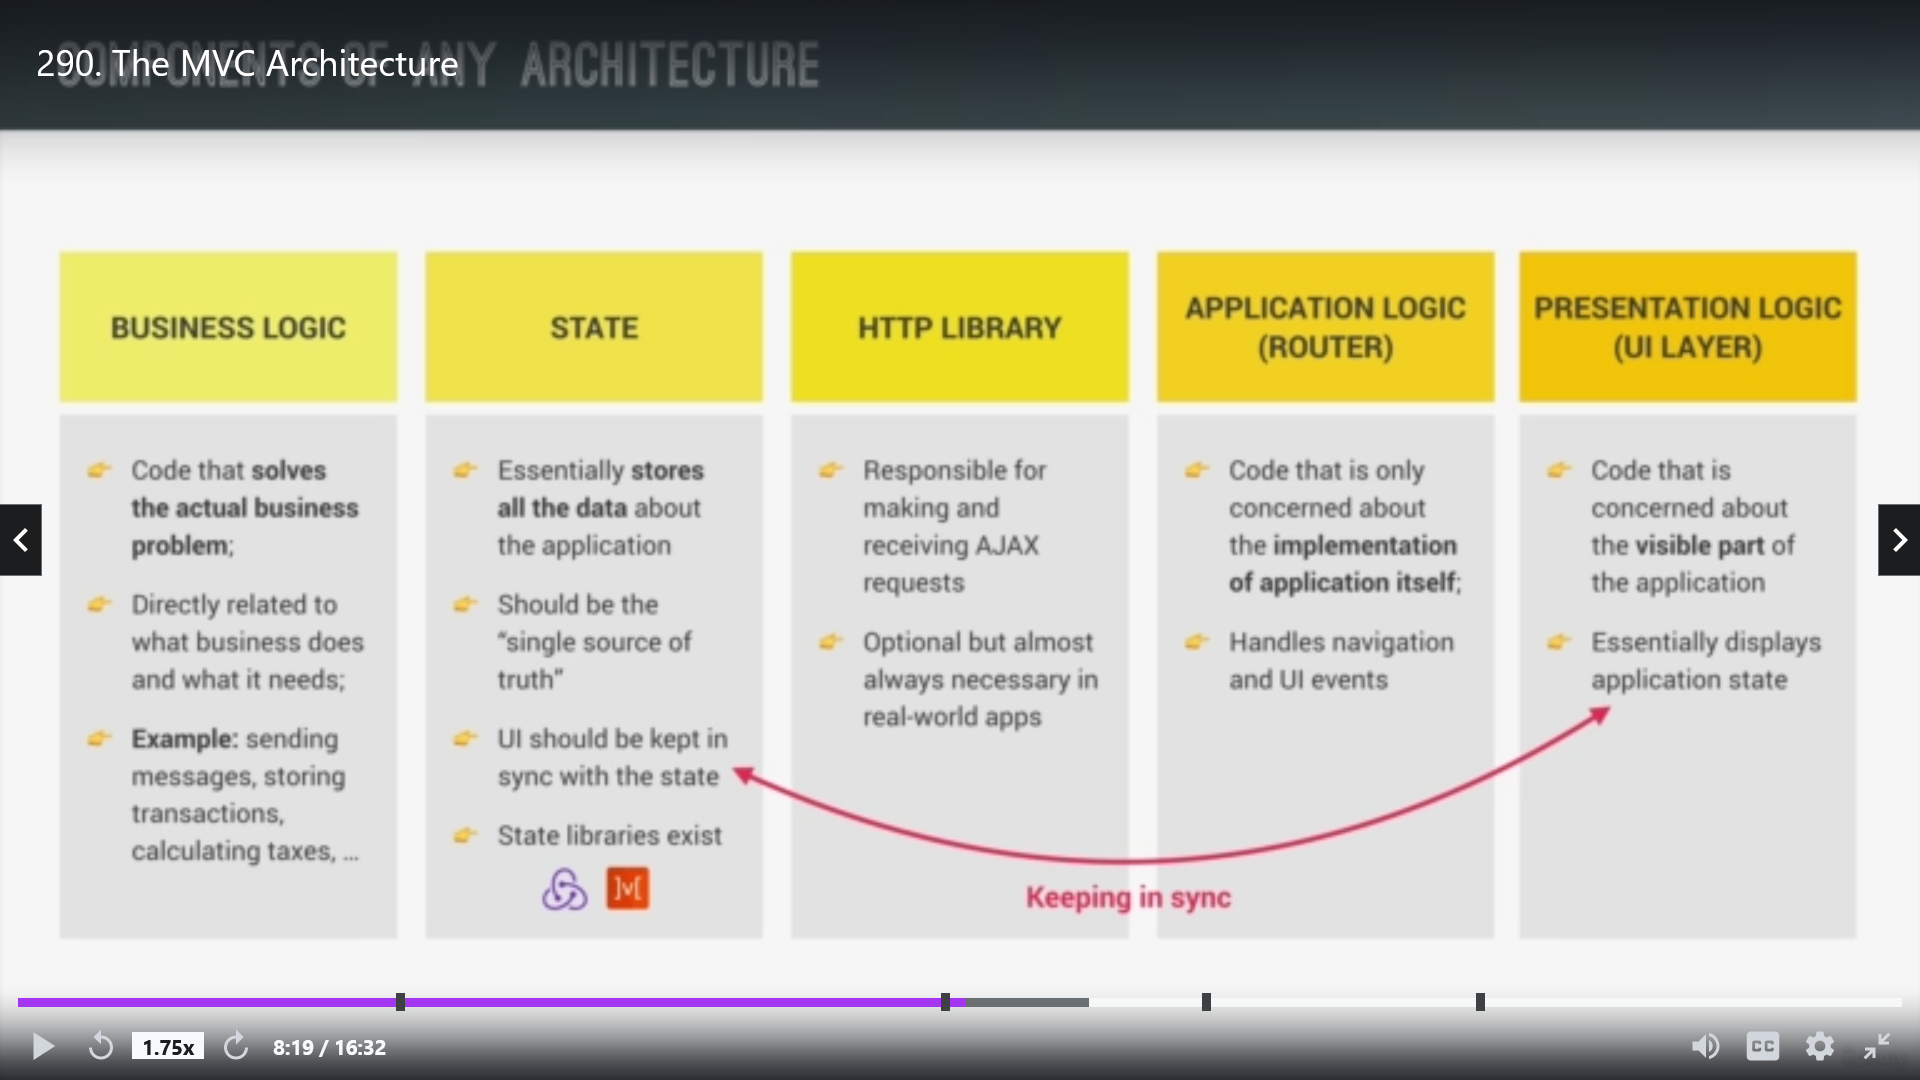 COMPONENTS OF ANY ARCHITECTURE
290. The MVC Architecture
BUSINESS LOGIC
Code that solves
the actual business
problem;
Directly related to
what business does
and what it needs;
Example: sending
messages, storing
transactions,
calculating taxes, ...
STATE
Essentially stores
all the data about
the application
Should be the
“single source of
truth”
UI should be kept in
sync with the state
State libraries exist
]v[
HTTP LIBRARY
Responsible for
making and
receiving AJAX
requests
Optional but almost
always necessary in
real-world apps
APPLICATION LOGIC
(ROUTER)
Code that is only
concerned about
the implementation
of application itself;
Handles navigation
and UI events
PRESENTATION LOGIC
(UI LAYER)
Code that is
concerned about
the visible part of
the application
Essentially displays
application state
Keeping in sync
1.75x
8:19 / 16:32
CC